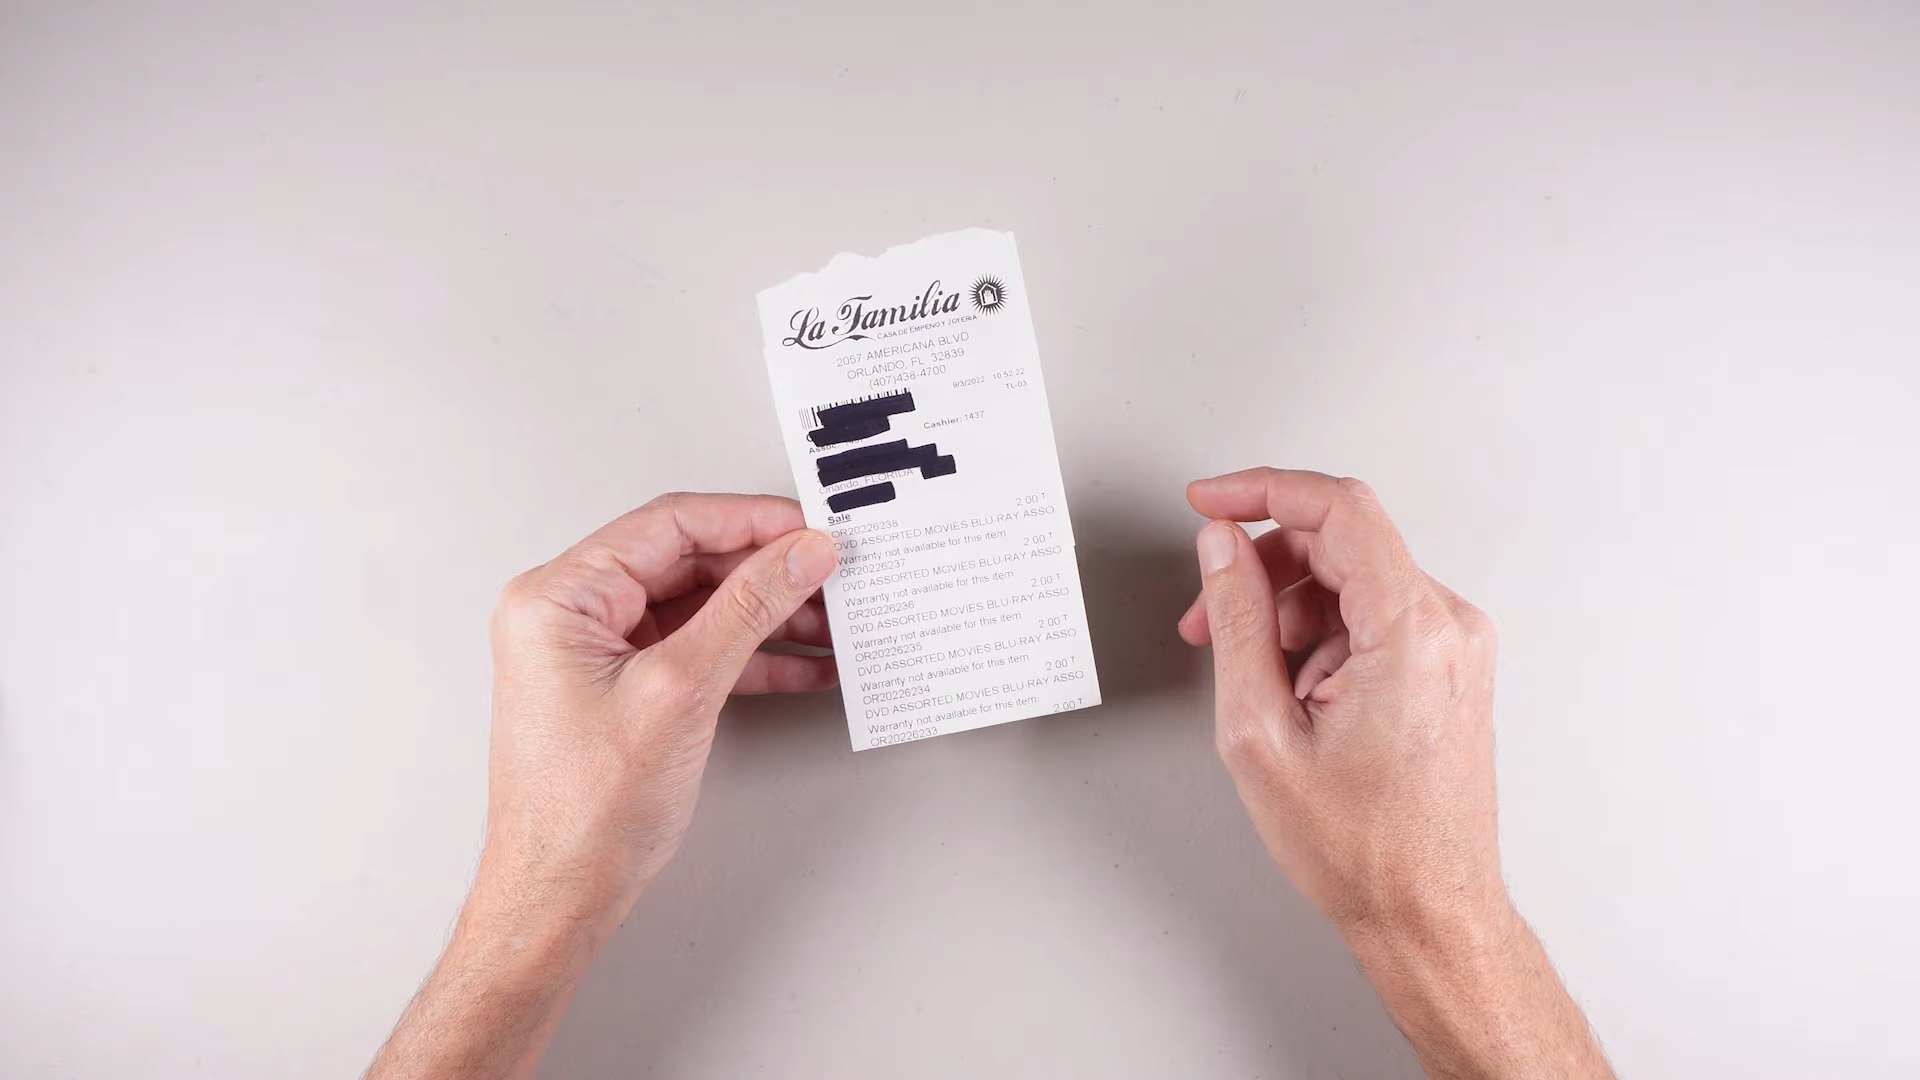 La Familia
CASA DE EMPEÑO Y JOYERIA
2057 AMERICANA BLVD
ORLANDO, FL 32839
(407)438-4700
9/3/2022 10:52:22
TL-03
Cashier: 1437
Assoc:
Orlando, FLORIDA
Sale
OR20226238 2.00 T
DVD ASSORTED MOVIES BLU-RAY ASSO
Warranty not available for this item
OR20226237 2.00 T
DVD ASSORTED MOVIES BLU-RAY ASSO
Warranty not available for this item
OR20226236 2.00 T
DVD ASSORTED MOVIES BLU-RAY ASSO
Warranty not available for this item
OR20226235 2.00 T
DVD ASSORTED MOVIES BLU-RAY ASSO
Warranty not available for this item
OR20226234 2.00 T
DVD ASSORTED MOVIES BLU-RAY ASSO
Warranty not available for this item
OR20226233 2.00 T